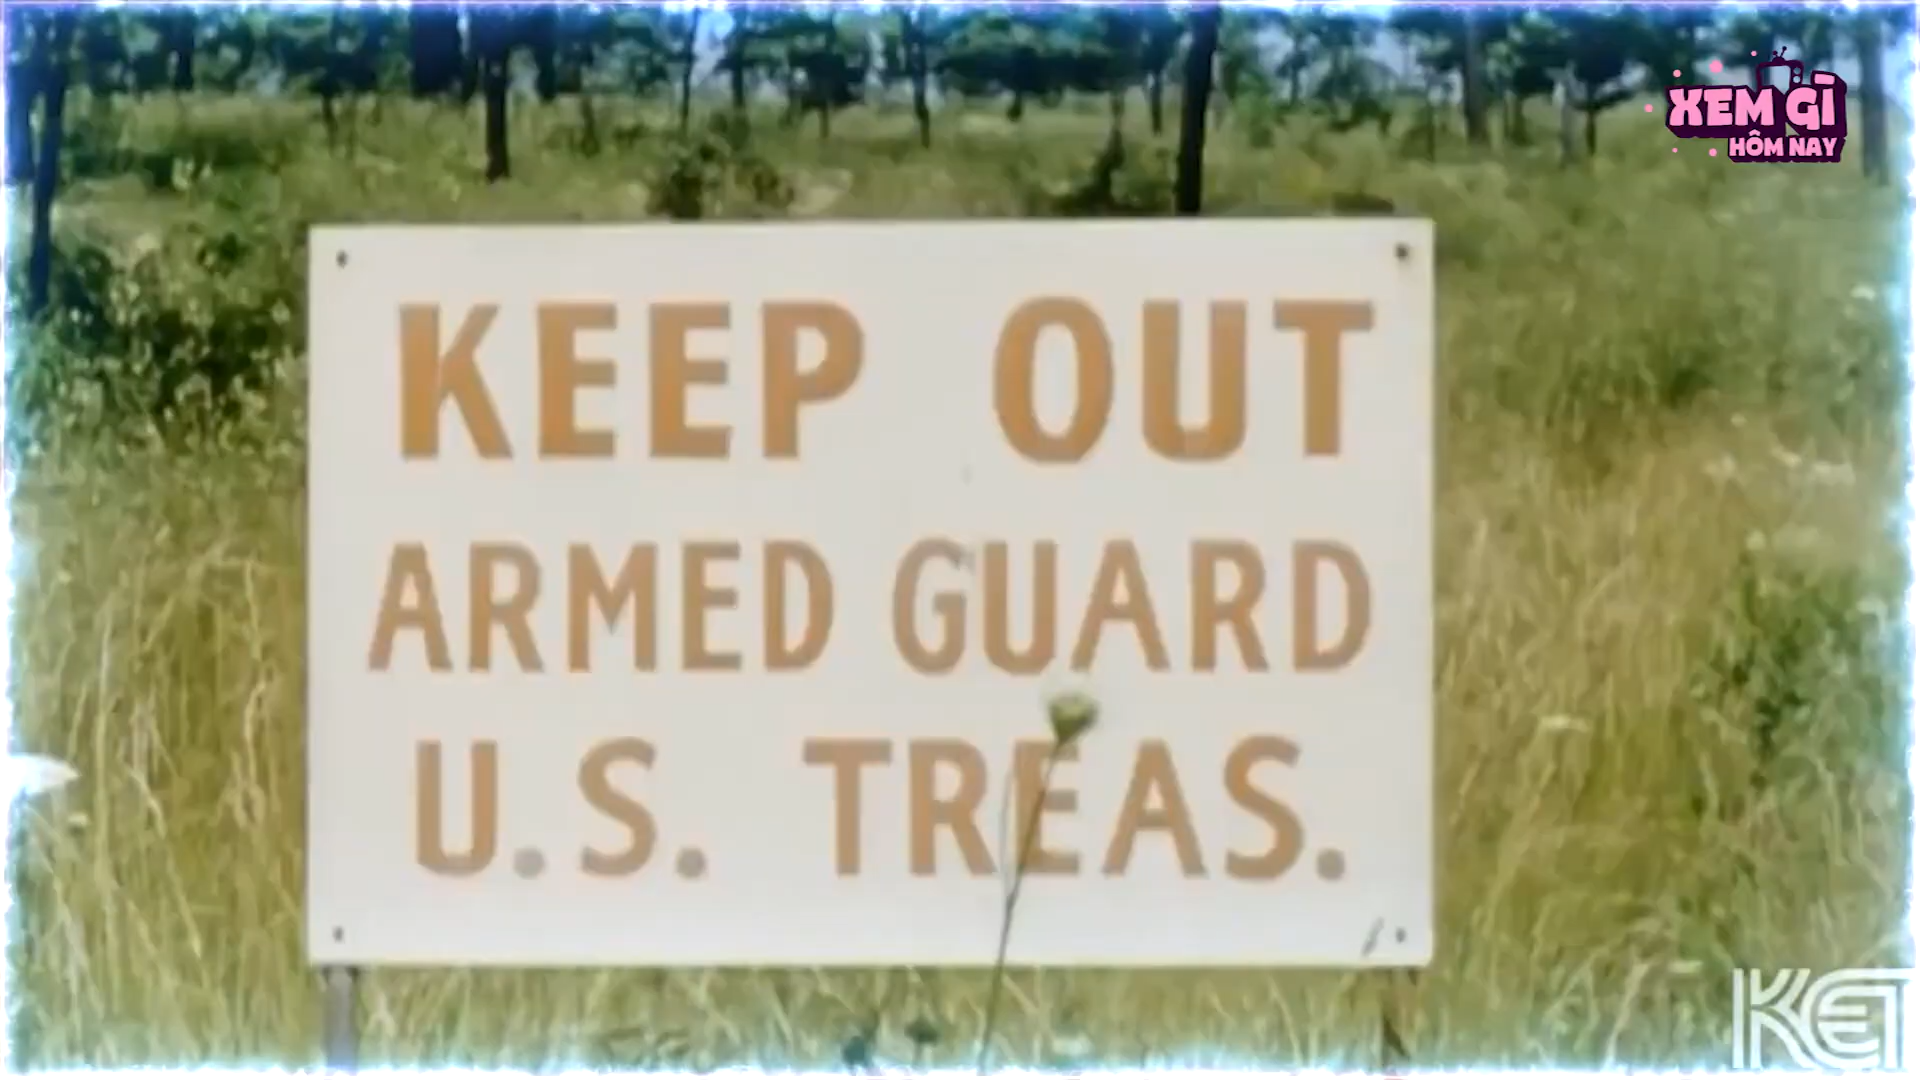 XEM GÌ
HÔM NAY
KEEP OUT
ARMED GUARD
U.S. TREAS.
KET